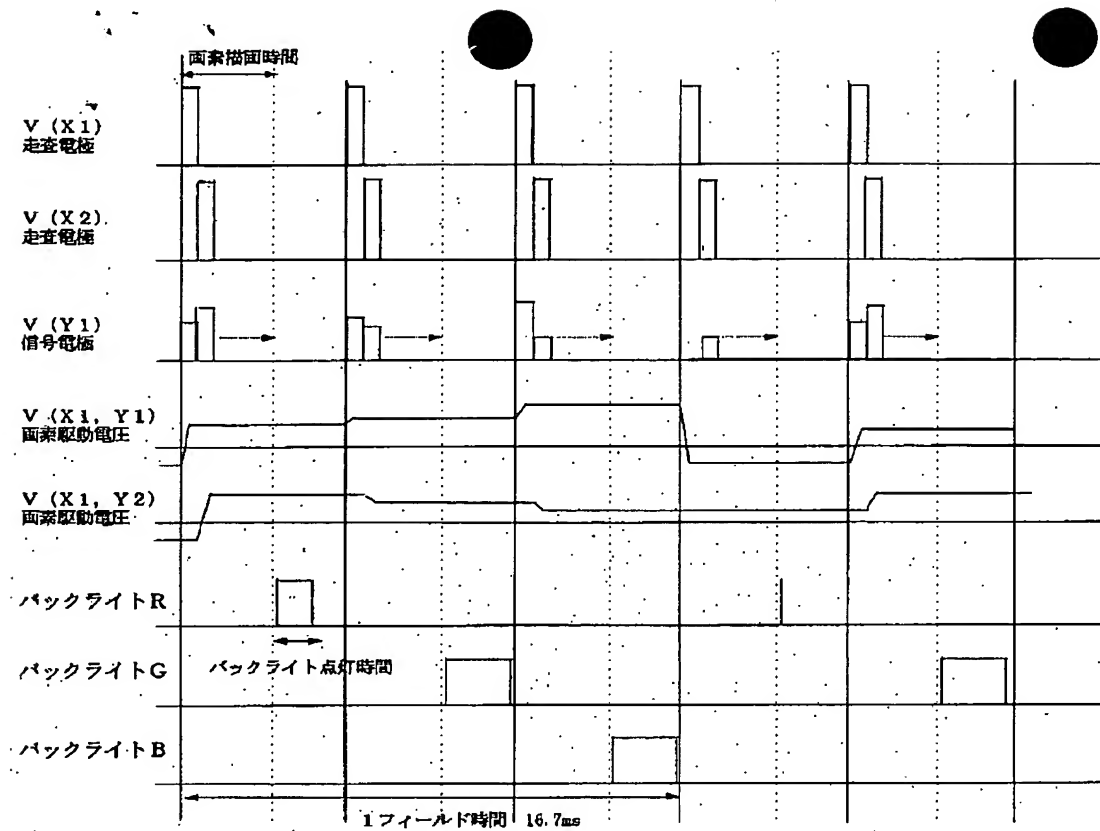 画素描画時間
V (X1)
走査電極
V (X2)
走査電極
V (Y1)
信号電極
V (X1, Y1)
画素駆動電圧
V (X1, Y2)
画素駆動電圧
バックライトR
バックライト点灯時間
バックライトG
バックライトB
1フィールド時間 16.7ms